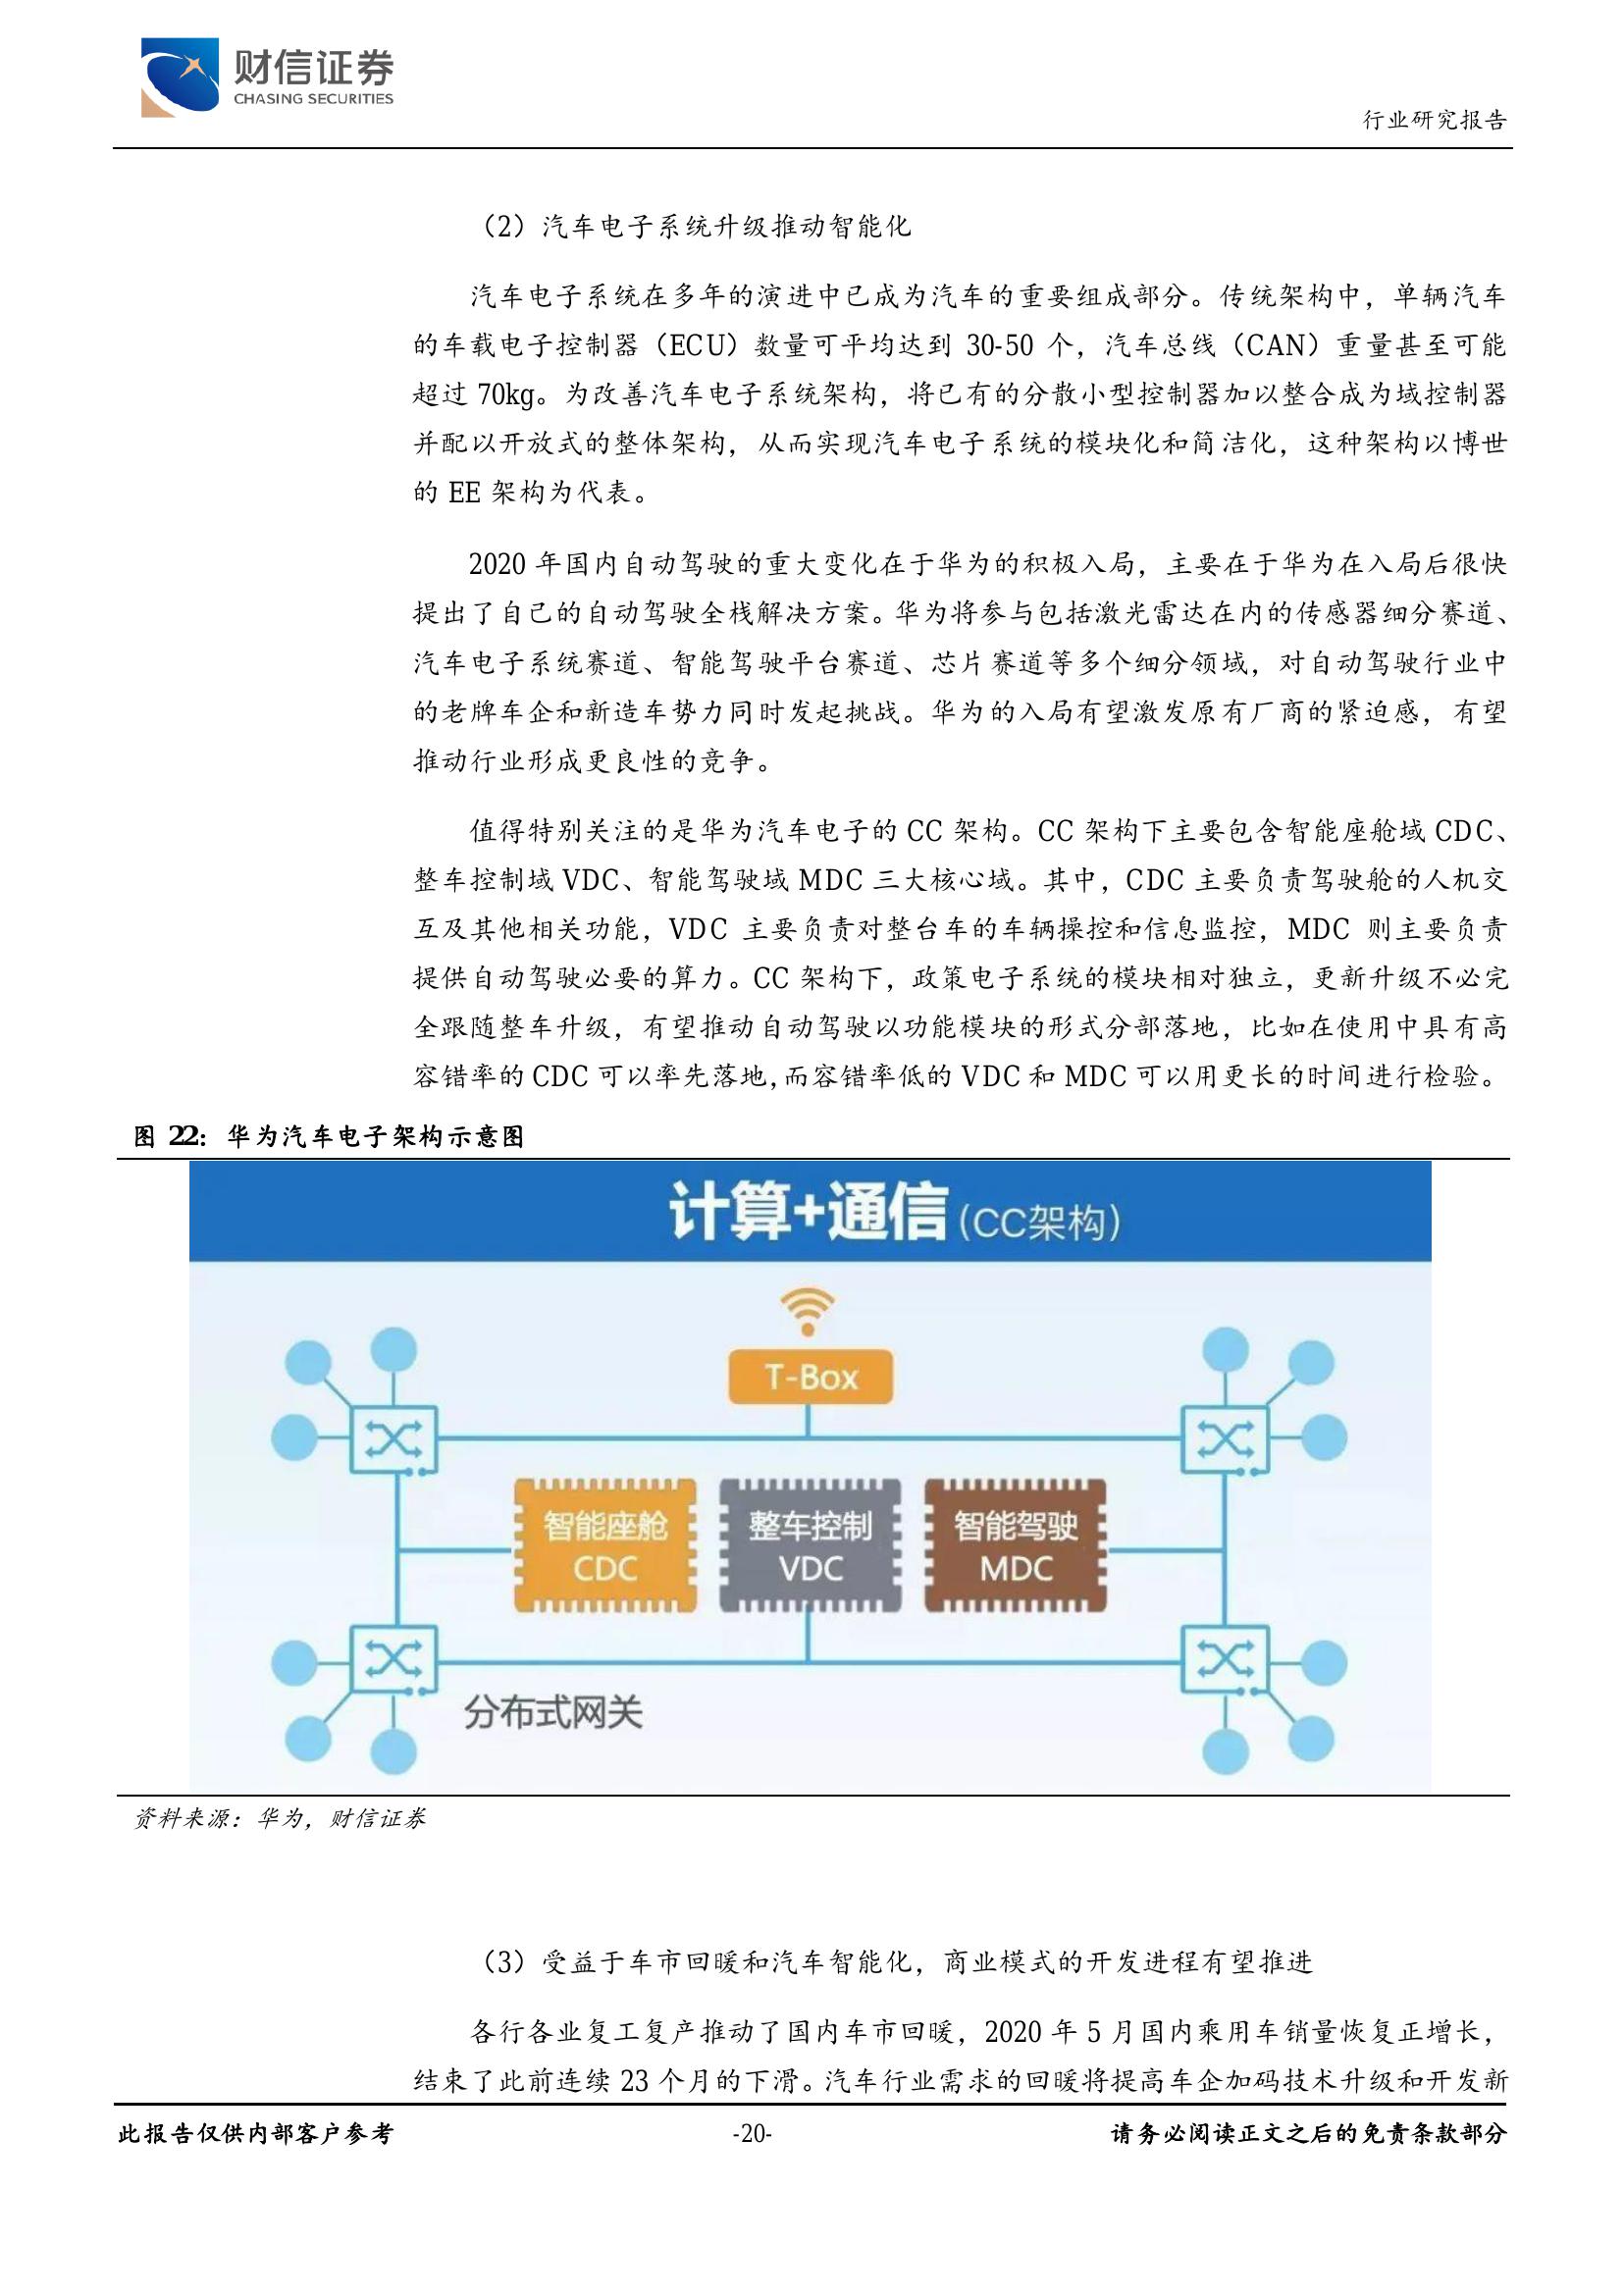 财信证券
CHASING SECURITIES
行业研究报告
（2）汽车电子系统升级推动智能化
汽车电子系统在多年的演进中已成为汽车的重要组成部分。传统架构中，单辆汽车
的车载电子控制器（ECU）数量可平均达到 30-50 个，汽车总线（CAN）重量甚至可能
超过 70kg。为改善汽车电子系统架构，将已有的分散小型控制器加以整合成为域控制器
并配以开放式的整体架构，从而实现汽车电子系统的模块化和简洁化，这种架构以博世
的 EE 架构为代表。
2020 年国内自动驾驶的重大变化在于华为的积极入局，主要在于华为在入局后很快
提出了自己的自动驾驶全栈解决方案。华为将参与包括激光雷达在内的传感器细分赛道、
汽车电子系统赛道、智能驾驶平台赛道、芯片赛道等多个细分领域，对自动驾驶行业中
的老牌车企和新造车势力同时发起挑战。华为的入局有望激发原有厂商的紧迫感，有望
推动行业形成更良性的竞争。
值得特别关注的是华为汽车电子的 CC 架构。CC 架构下主要包含智能座舱域 CDC、
整车控制域 VDC、智能驾驶域 MDC 三大核心域。其中，CDC 主要负责驾驶舱的人机交
互及其他相关功能，VDC 主要负责对整台车的车辆操控和信息监控，MDC 则主要负责
提供自动驾驶必要的算力。CC 架构下，政策电子系统的模块相对独立，更新升级不必完
全跟随整车升级，有望推动自动驾驶以功能模块的形式分部落地，比如在使用中具有高
容错率的 CDC 可以率先落地，而容错率低的 VDC 和 MDC 可以用更长的时间进行检验。
图 22：华为汽车电子架构示意图
计算+通信(CC架构)
T-Box
智能座舱
CDC
整车控制
VDC
智能驾驶
MDC
分布式网关
资料来源：华为，财信证券
（3）受益于车市回暖和汽车智能化，商业模式的开发进程有望推进
各行各业复工复产推动了国内车市回暖，2020 年 5 月国内乘用车销量恢复正增长，
结束了此前连续 23 个月的下滑。汽车行业需求的回暖将提高车企加码技术升级和开发新
此报告仅供内部客户参考
-20-
请务必阅读正文之后的免责条款部分